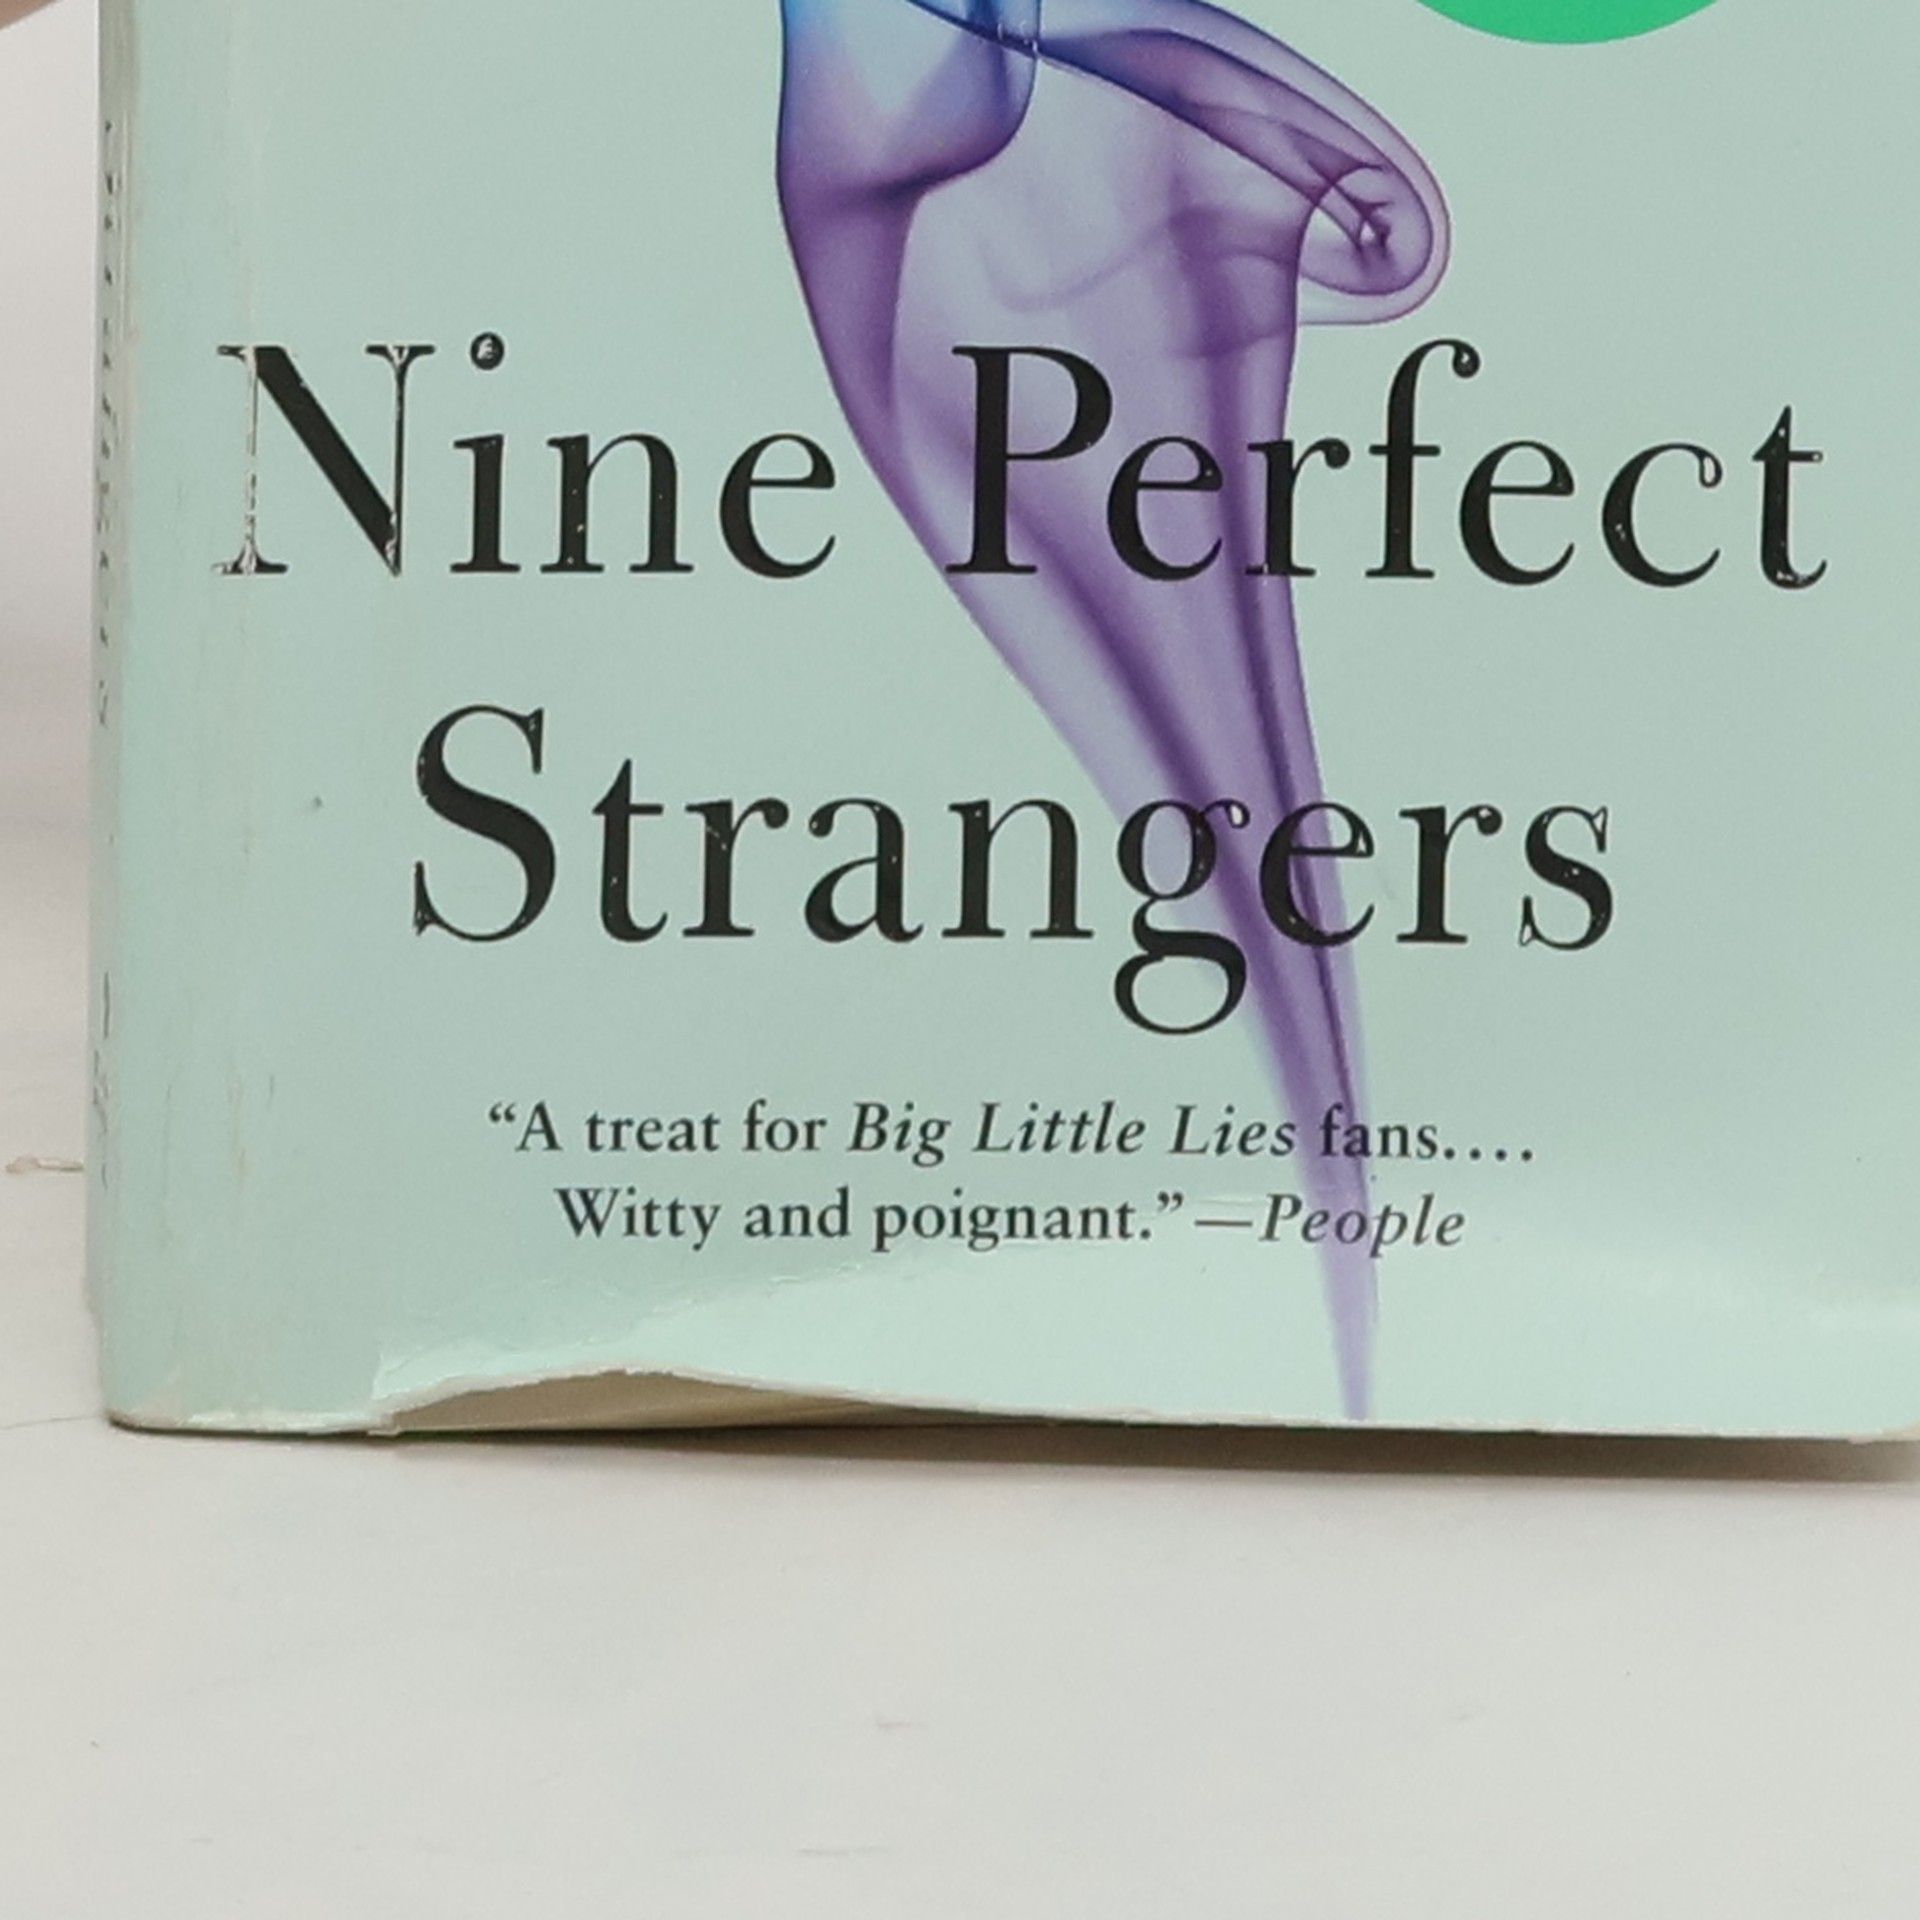 Nine Perfect
Strangers
“A treat for Big Little Lies fans....
Witty and poignant.”—People